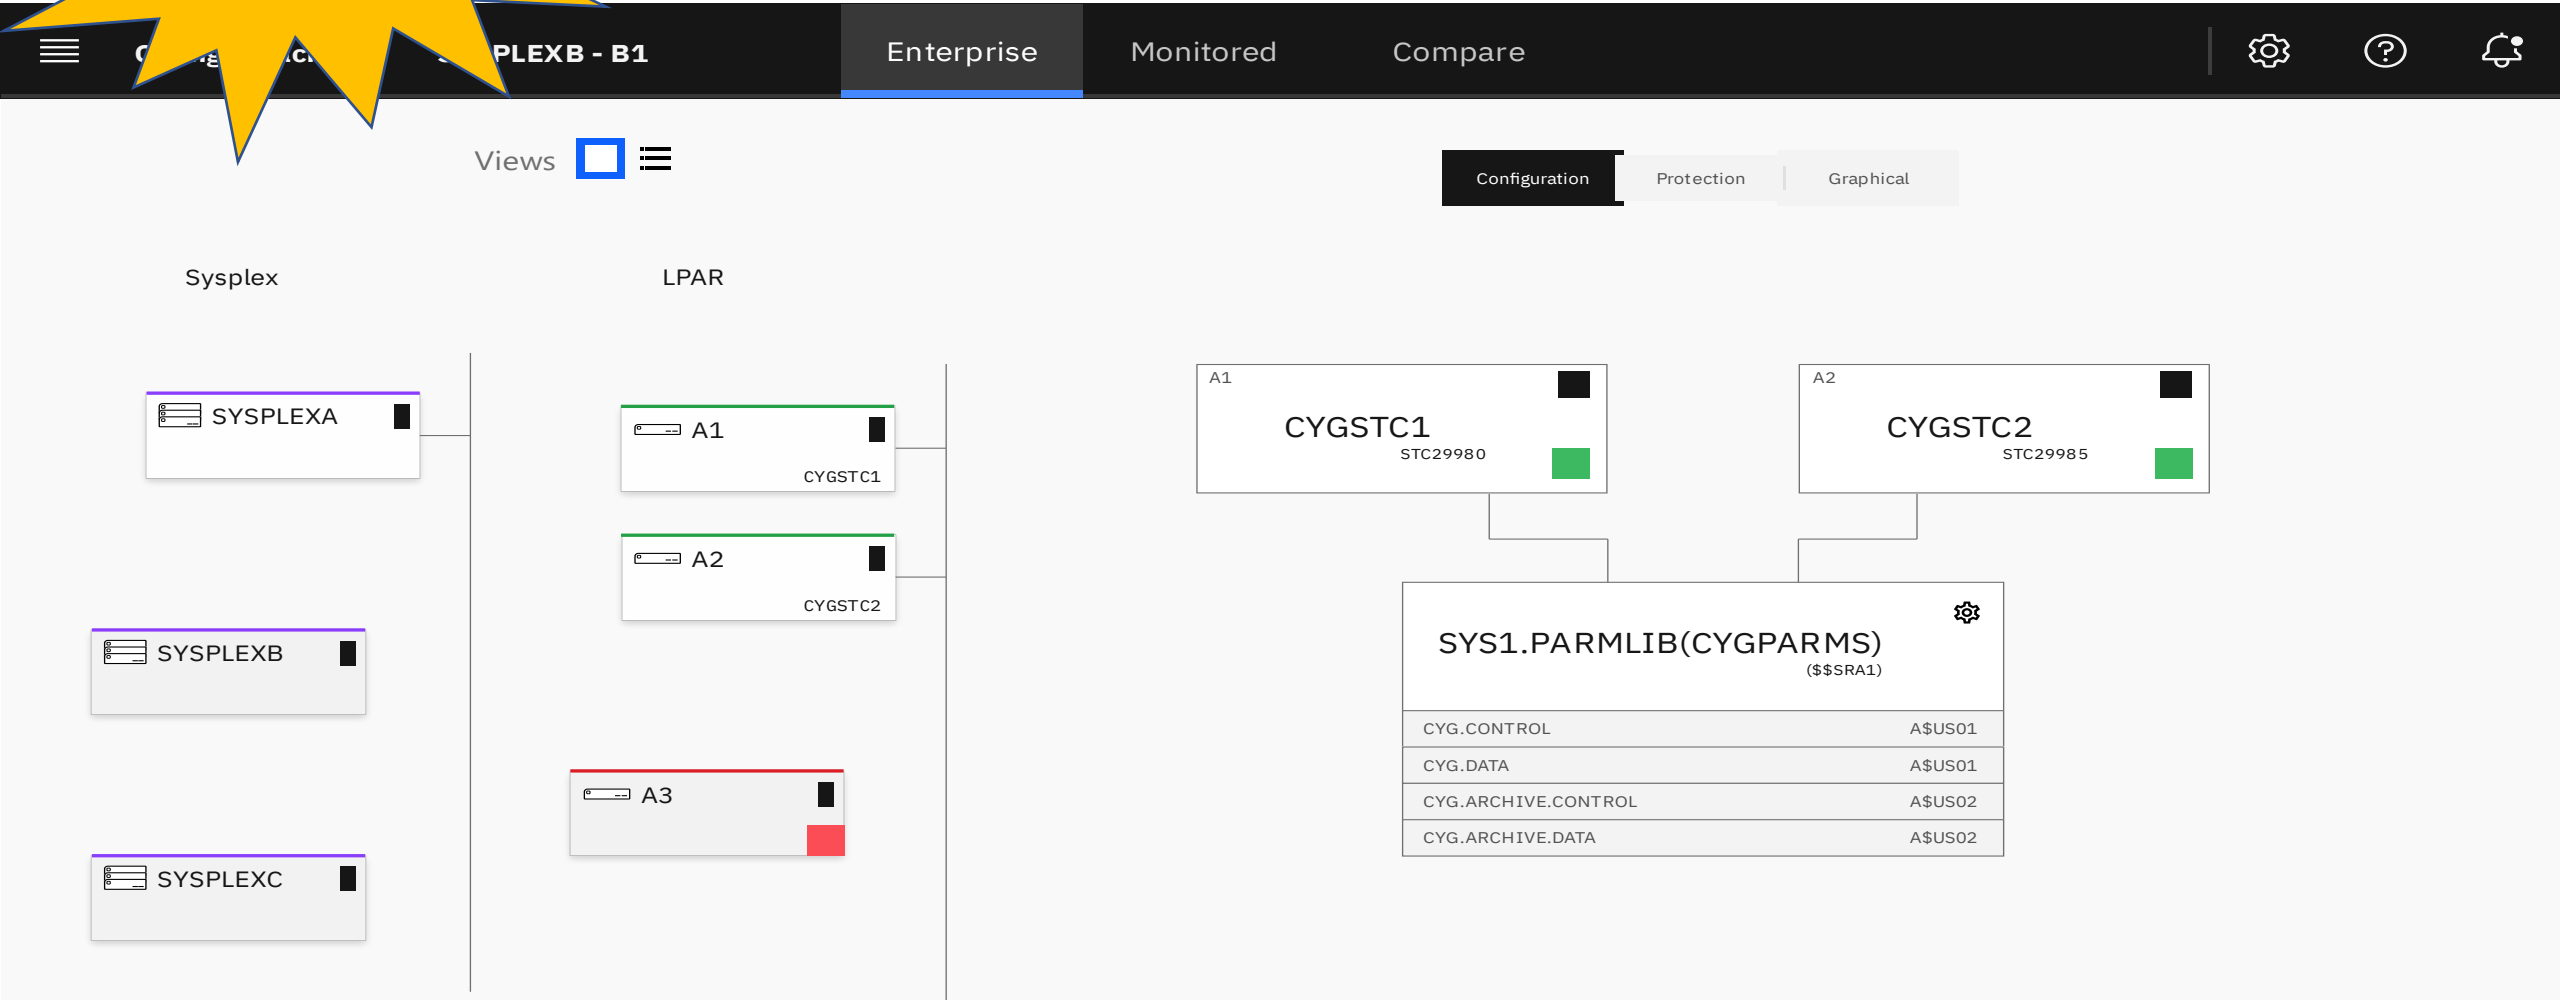 PLEXB - B1
Enterprise
Monitored
Compare
Views
Configuration
Protection
Graphical
Sysplex
LPAR
SYSPLEXA
SYSPLEXB
SYSPLEXC
A1
CYGSTC1
A2
CYGSTC2
A3
A1
CYGSTC1
STC29980
A2
CYGSTC2
STC29985
SYS1.PARMLIB(CYGPARMS)
($$SRA1)
CYG.CONTROL A$US01
CYG.DATA A$US01
CYG.ARCHIVE.CONTROL A$US02
CYG.ARCHIVE.DATA A$US02